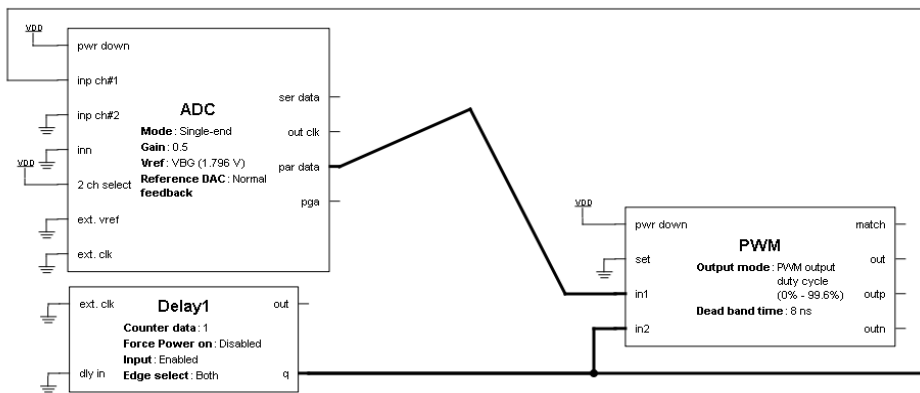 VDD
pwr down
inp ch#1
inp ch#2
inn
VDD
2 ch select
ext. vref
ext. clk
ADC
Mode: Single-end
Gain: 0.5
Vref: VBG (1.796 V)
Reference DAC: Normal
feedback
ser data
out clk
par data
pga
ext. clk
dly in
Delay1
Counter data: 1
Force Power on: Disabled
Input: Enabled
Edge select: Both
out
q
VDD
pwr down
set
in1
in2
PWM
Output mode: PWM output
duty cycle
(0% - 99.6%)
Dead band time: 8 ns
match
out
outp
outn